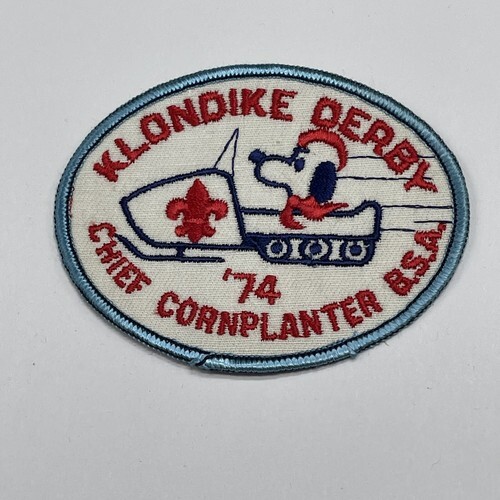 KLONDIKE DERBY
'74
CHIEF CORNPLANTER B.S.A.